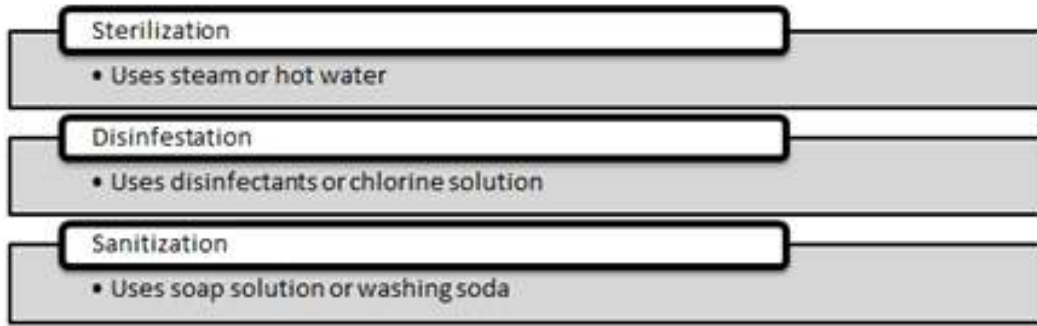 Sterilization
• Uses steam or hot water
Disinfestation
• Uses disinfectants or chlorine solution
Sanitization
• Uses soap solution or washing soda